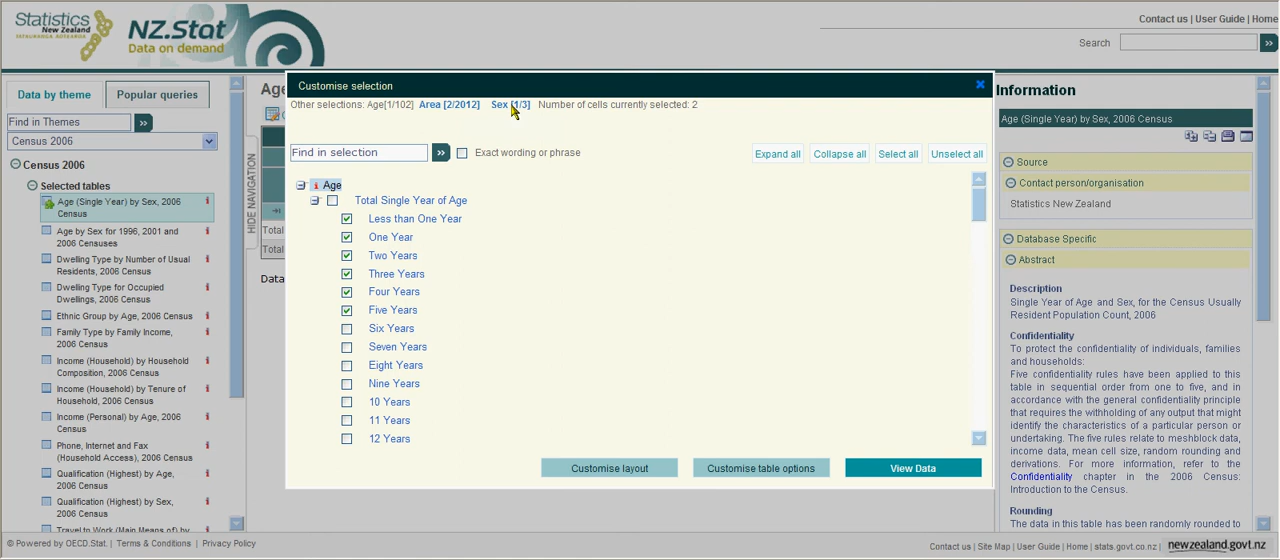 Statistics
New Zealand
TATAURANGA AOTEAROA
NZ.Stat
Data on demand
Contact us | User Guide | Home
Search
Data by theme
Popular queries
Find in Themes
Census 2006
Census 2006
Selected tables
Age (Single Year) by Sex, 2006
Census
Age by Sex for 1996, 2001 and
2006 Censuses
Dwelling Type by Number of Usual
Residents, 2006 Census
Dwelling Type for Occupied
Dwellings, 2006 Census
Ethnic Group by Age, 2006 Census
Family Type by Family Income,
2006 Census
Income (Household) by Household
Composition, 2006 Census
Income (Household) by Tenure of
Household, 2006 Census
Income (Personal) by Age, 2006
Census
Phone, Internet and Fax
(Household Access), 2006 Census
Qualification (Highest) by Age,
2006 Census
Qualification (Highest) by Sex,
2006 Census
Travel to Work (Main Means of) by
HIDE NAVIGATION
Age
Total
Total
Data
Customise selection
Other selections: Age[1/102] Area [2/2012] Sex [1/3] Number of cells currently selected: 2
Find in selection
Exact wording or phrase
Expand all
Collapse all
Select all
Unselect all
Age
Total Single Year of Age
Less than One Year
One Year
Two Years
Three Years
Four Years
Five Years
Six Years
Seven Years
Eight Years
Nine Years
10 Years
11 Years
12 Years
Customise layout
Customise table options
View Data
Information
Age (Single Year) by Sex, 2006 Census
Source
Contact person/organisation
Statistics New Zealand
Database Specific
Abstract
Description
Single Year of Age and Sex, for the Census Usually
Resident Population Count, 2006
Confidentiality
To protect the confidentiality of individuals, families
and households:
Five confidentiality rules have been applied to this
table in sequential order from one to five, and in
accordance with the general confidentiality principle
that requires the withholding of any output that might
identify the characteristics of a particular person or
undertaking. The five rules relate to meshblock data,
income data, mean cell size, random rounding and
derivations. For more information, refer to the
Confidentiality chapter in the 2006 Census:
Introduction to the Census.
Rounding
The data in this table has been randomly rounded to
© Powered by OECD.Stat. | Terms & Conditions | Privacy Policy
Contact us | Site Map | User Guide | Home | stats.govt.co.nz |
newzealand.govt.nz